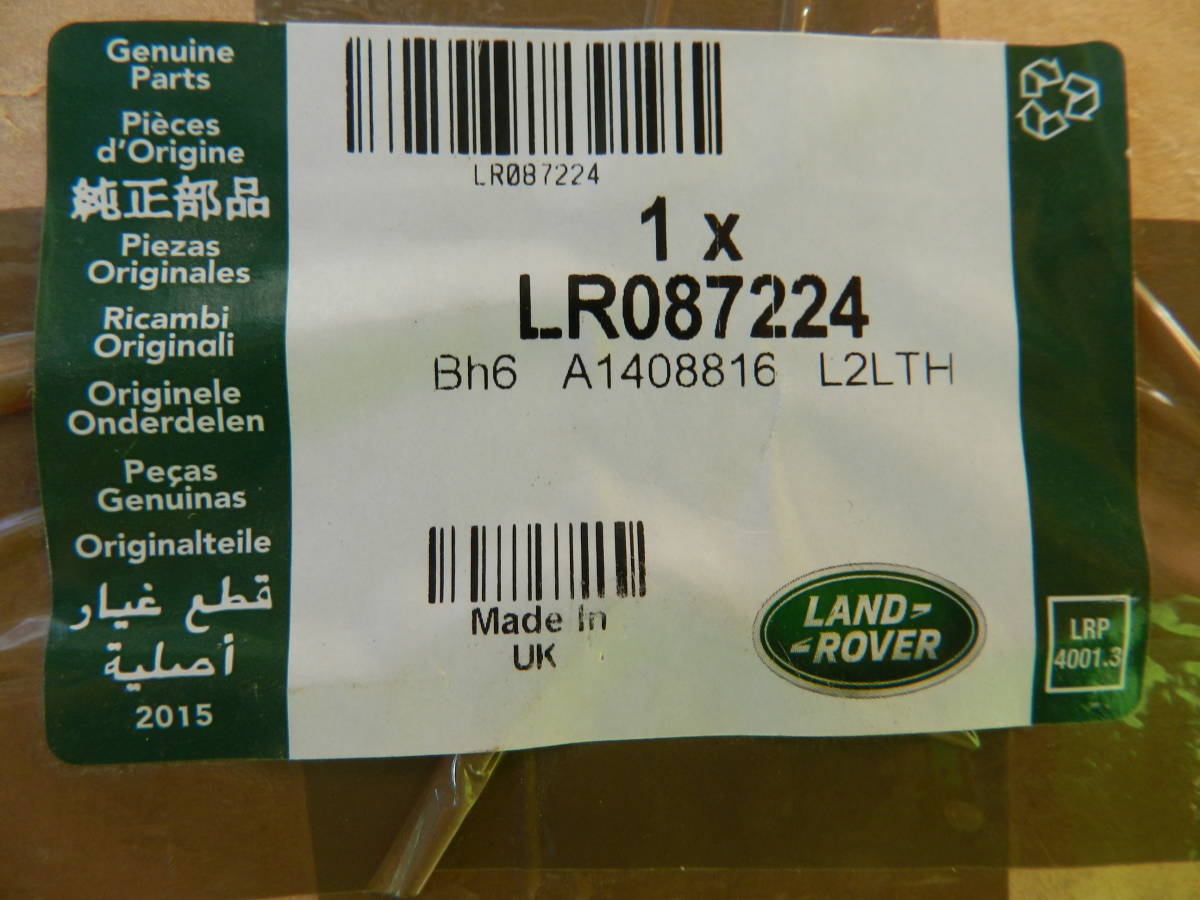 Genuine
Parts
Pièces
d'Origine
純正部品
Piezas
Originales
Ricambi
Originali
Originele
Onderdelen
Peças
Genuinas
Originalteile
قطع غيار
أصلية
2015
LR087224
1 x
LR087224
Bh6 A1408816 L2LTH
Made In
UK
LAND
ROVER
LRP
4001.3